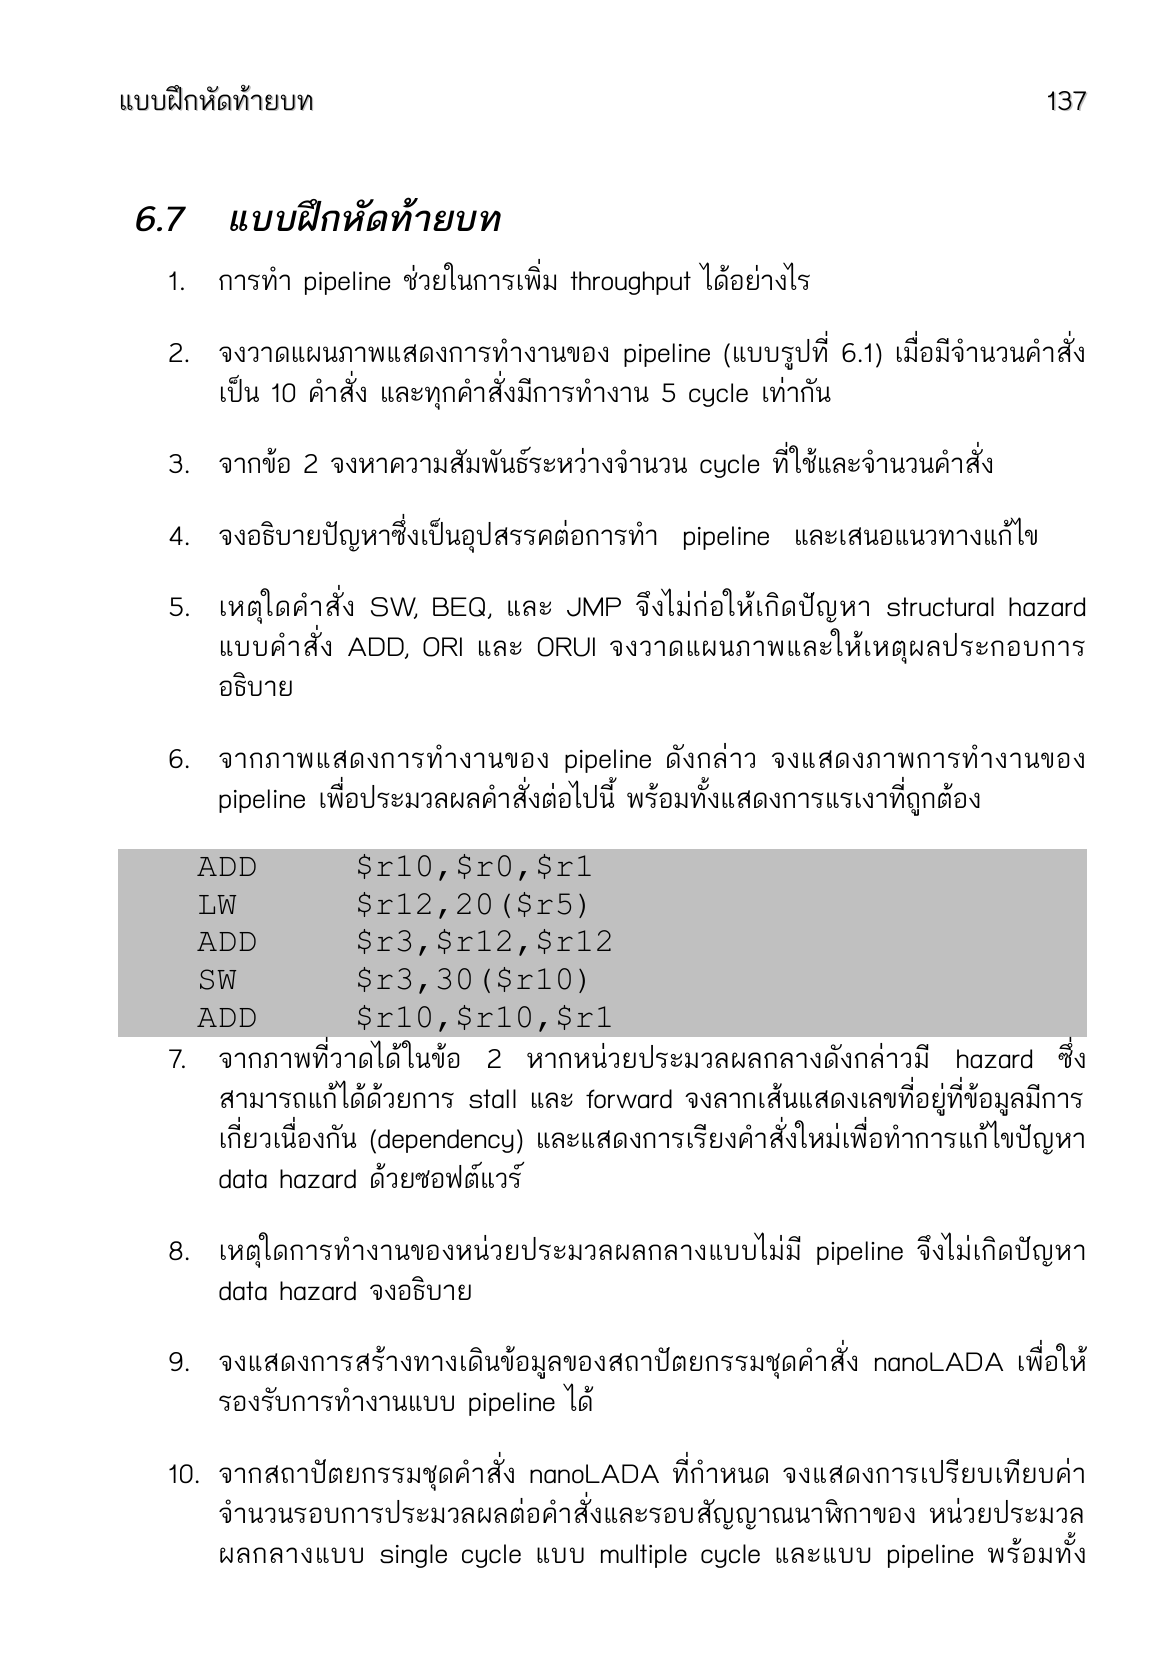 แบบฝึกหัดท้ายบท 137
6.7 แบบฝึกหัดท้ายบท
1. การทำ pipeline ช่วยในการเพิ่ม throughput ได้อย่างไร
2. จงวาดแผนภาพแสดงการทำงานของ pipeline (แบบรูปที่ 6.1) เมื่อมีจำนวนคำสั่ง
เป็น 10 คำสั่ง และทุกคำสั่งมีการทำงาน 5 cycle เท่ากัน
3. จากข้อ 2 จงหาความสัมพันธ์ระหว่างจำนวน cycle ที่ใช้และจำนวนคำสั่ง
4. จงอธิบายปัญหาซึ่งเป็นอุปสรรคต่อการทำ pipeline และเสนอแนวทางแก้ไข
5. เหตุใดคำสั่ง SW, BEQ, และ JMP จึงไม่ก่อให้เกิดปัญหา structural hazard
แบบคำสั่ง ADD, ORI และ ORUI จงวาดแผนภาพและให้เหตุผลประกอบการ
อธิบาย
6. จากภาพแสดงการทำงานของ pipeline ดังกล่าว จงแสดงภาพการทำงานของ
pipeline เพื่อประมวลผลคำสั่งต่อไปนี้ พร้อมทั้งแสดงการแรเงาที่ถูกต้อง
ADD $r10,$r0,$r1
LW $r12,20($r5)
ADD $r3,$r12,$r12
SW $r3,30($r10)
ADD $r10,$r10,$r1
7. จากภาพที่วาดได้ในข้อ 2 หากหน่วยประมวลผลกลางดังกล่าวมี hazard ซึ่ง
สามารถแก้ได้ด้วยการ stall และ forward จงลากเส้นแสดงเลขที่อยู่ที่ข้อมูลมีการ
เกี่ยวเนื่องกัน (dependency) และแสดงการเรียงคำสั่งใหม่เพื่อทำการแก้ไขปัญหา
data hazard ด้วยซอฟต์แวร์
8. เหตุใดการทำงานของหน่วยประมวลผลกลางแบบไม่มี pipeline จึงไม่เกิดปัญหา
data hazard จงอธิบาย
9. จงแสดงการสร้างทางเดินข้อมูลของสถาปัตยกรรมชุดคำสั่ง nanoLADA เพื่อให้
รองรับการทำงานแบบ pipeline ได้
10. จากสถาปัตยกรรมชุดคำสั่ง nanoLADA ที่กำหนด จงแสดงการเปรียบเทียบค่า
จำนวนรอบการประมวลผลต่อคำสั่งและรอบสัญญาณนาฬิกาของ หน่วยประมวล
ผลกลางแบบ single cycle แบบ multiple cycle และแบบ pipeline พร้อมทั้ง